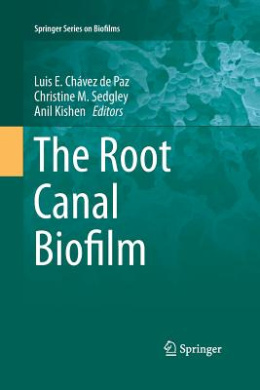 Springer Series on Biofilms
Luis E. Chávez de Paz
Christine M. Sedgley
Anil Kishen Editors
The Root
Canal
Biofilm
Springer